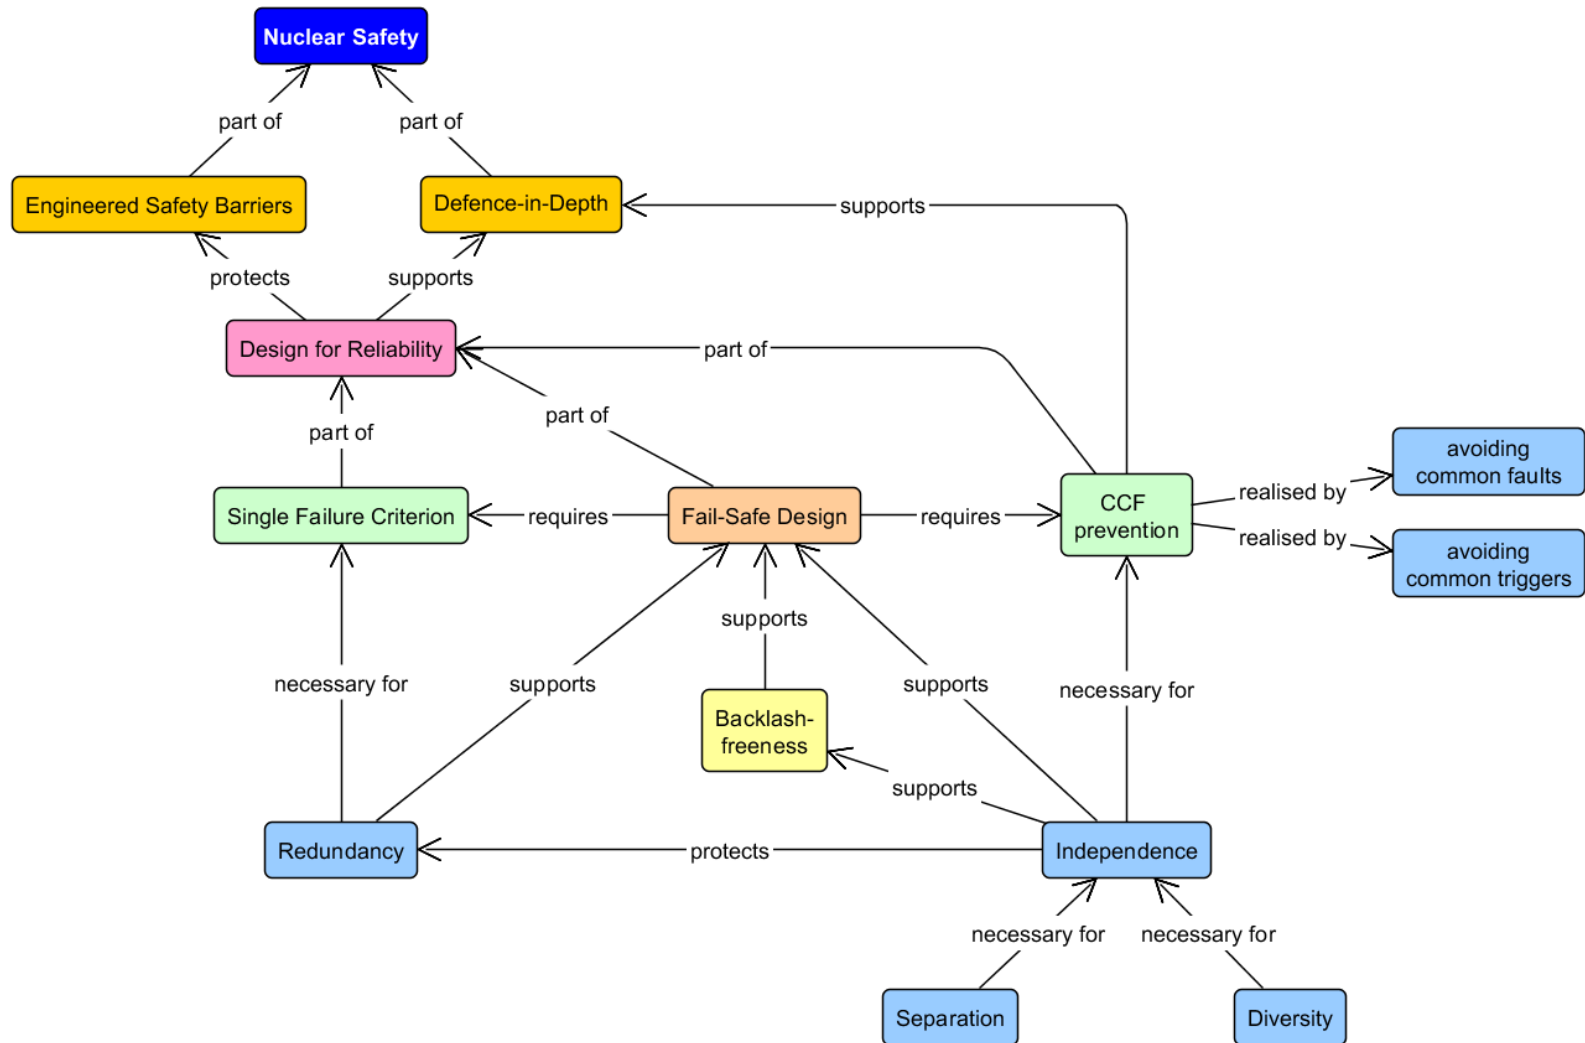 Nuclear Safety
part of
part of
Engineered Safety Barriers
Defence-in-Depth
supports
protects
supports
Design for Reliability
part of
part of
part of
avoiding
common faults
Single Failure Criterion
requires
Fail-Safe Design
requires
CCF
prevention
realised by
realised by
avoiding
common triggers
supports
necessary for
supports
supports
necessary for
Backlash-
freeness
supports
Redundancy
protects
Independence
necessary for
necessary for
Separation
Diversity